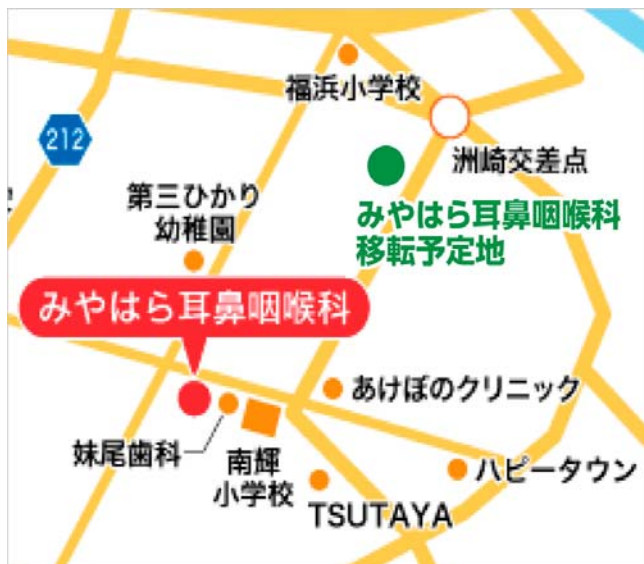 福浜小学校
212
洲崎交差点
第三ひかり
幼稚園
みやはら耳鼻咽喉科
移転予定地
みやはら耳鼻咽喉科
あけぼのクリニック
妹尾歯科
南輝
小学校
ハピータウン
TSUTAYA